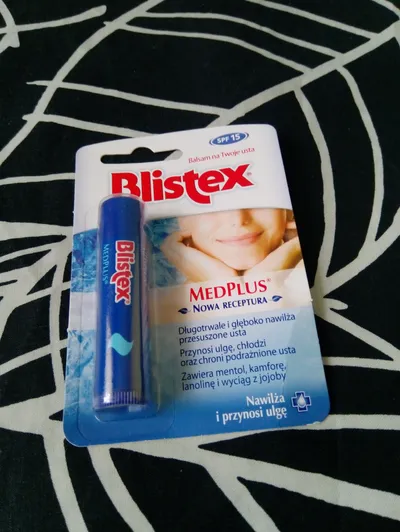 SPF 15
Balsam na Twoje usta
Blistex®
MEDPLUS®
NOWA RECEPTURA
Długotrwale i głęboko nawilża
przesuszone usta
Przynosi ulgę, chłodzi
oraz chroni podrażnione usta
Zawiera mentol, kamforę,
lanolinę i wyciąg z jojoby
Nawilża
i przynosi ulgę
Blistex
MEDPLUS®